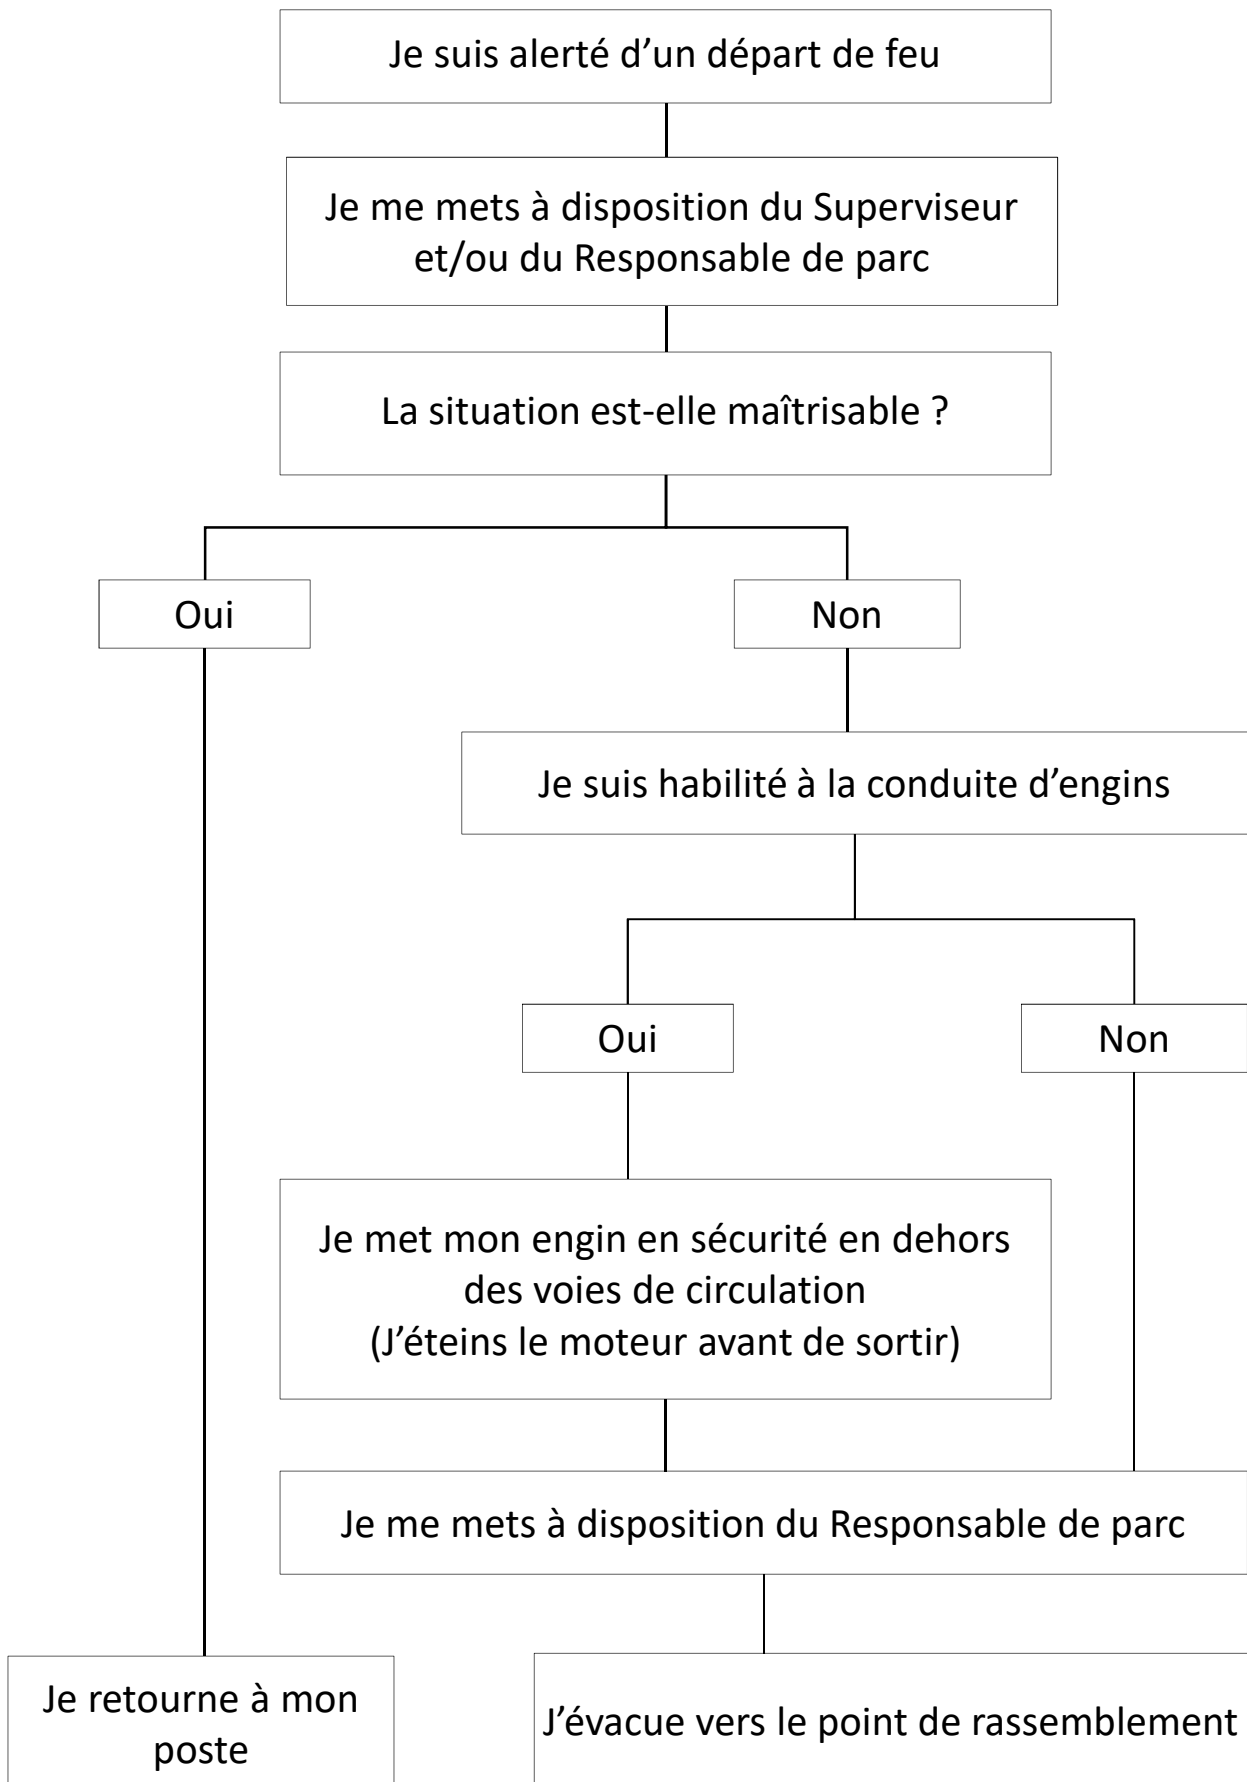 Je suis alerté d’un départ de feu
Je me mets à disposition du Superviseur
et/ou du Responsable de parc
La situation est-elle maîtrisable ?
Oui
Non
Je suis habilité à la conduite d’engins
Oui
Non
Je met mon engin en sécurité en dehors
des voies de circulation
(J’éteins le moteur avant de sortir)
Je me mets à disposition du Responsable de parc
Je retourne à mon
poste
J’évacue vers le point de rassemblement